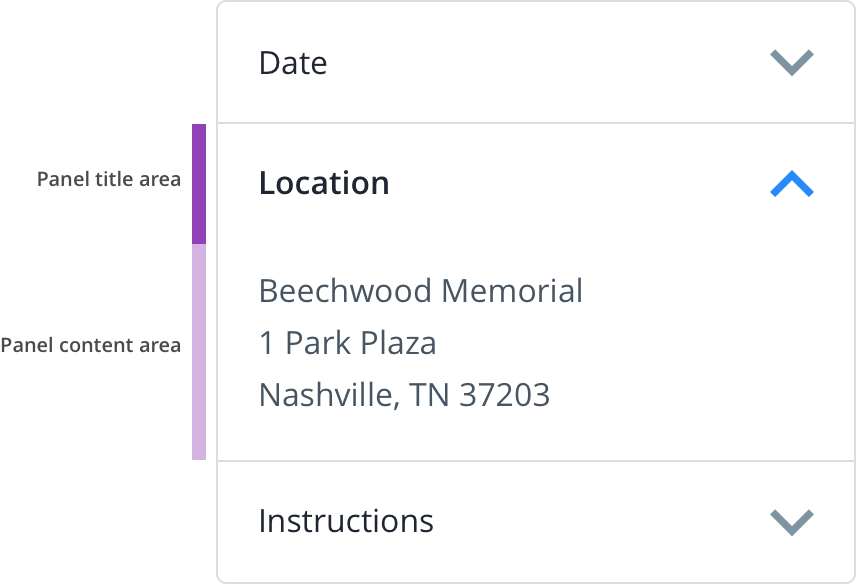 Date
Panel title area
Location
Beechwood Memorial
1 Park Plaza
Panel content area
Nashville, TN 37203
Instructions